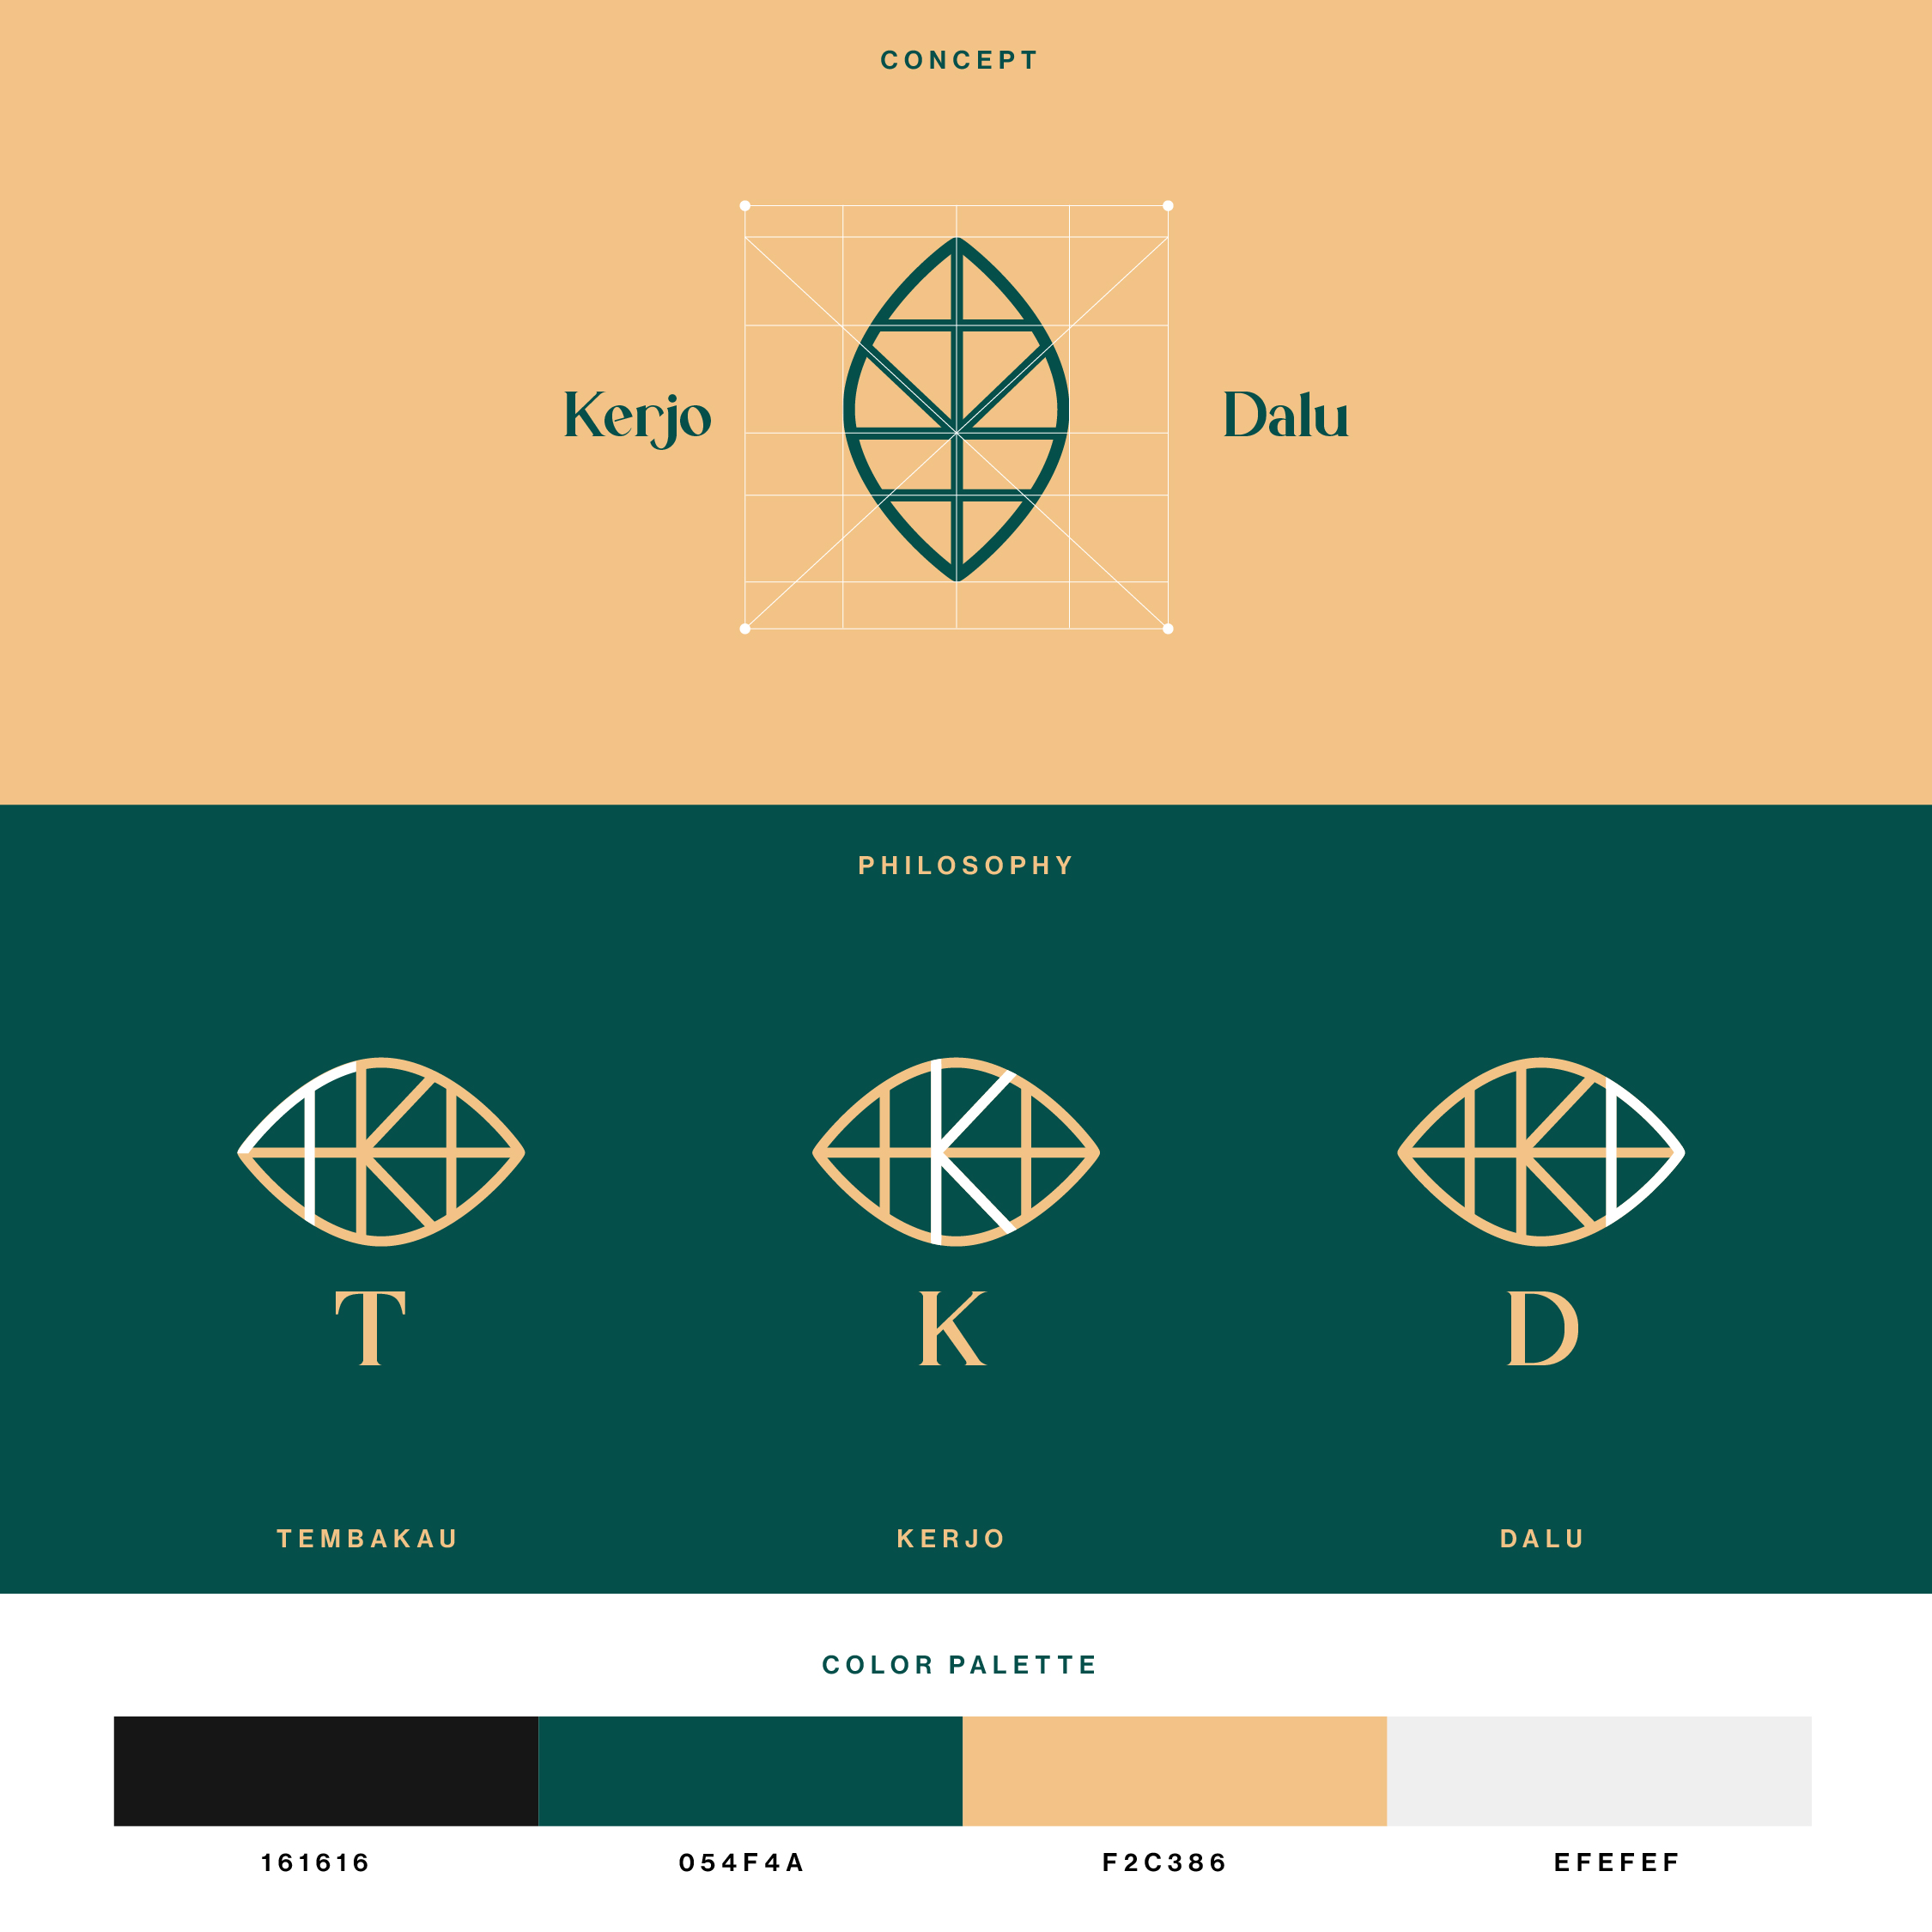 CONCEPT
Kerjo
Dalu
PHILOSOPHY
T
K
D
TEMBAKAU
KERJO
DALU
COLOR PALETTE
161616
054F4A
F2C386
EFEFEF